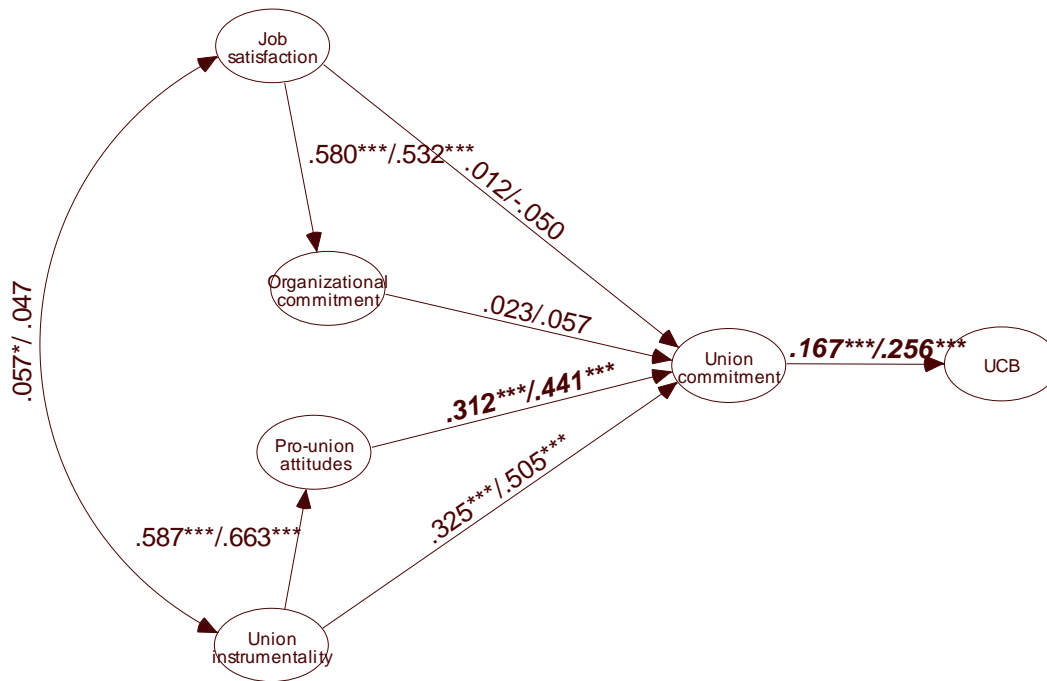 Job
satisfaction
.580***/.532***
.012/-.050
.057*/ .047
Organizational
commitment
.023/.057
Union
commitment
.167***/.256***
UCB
.312***/.441***
Pro-union
attitudes
.325***/.505***
.587***/.663***
Union
instrumentality